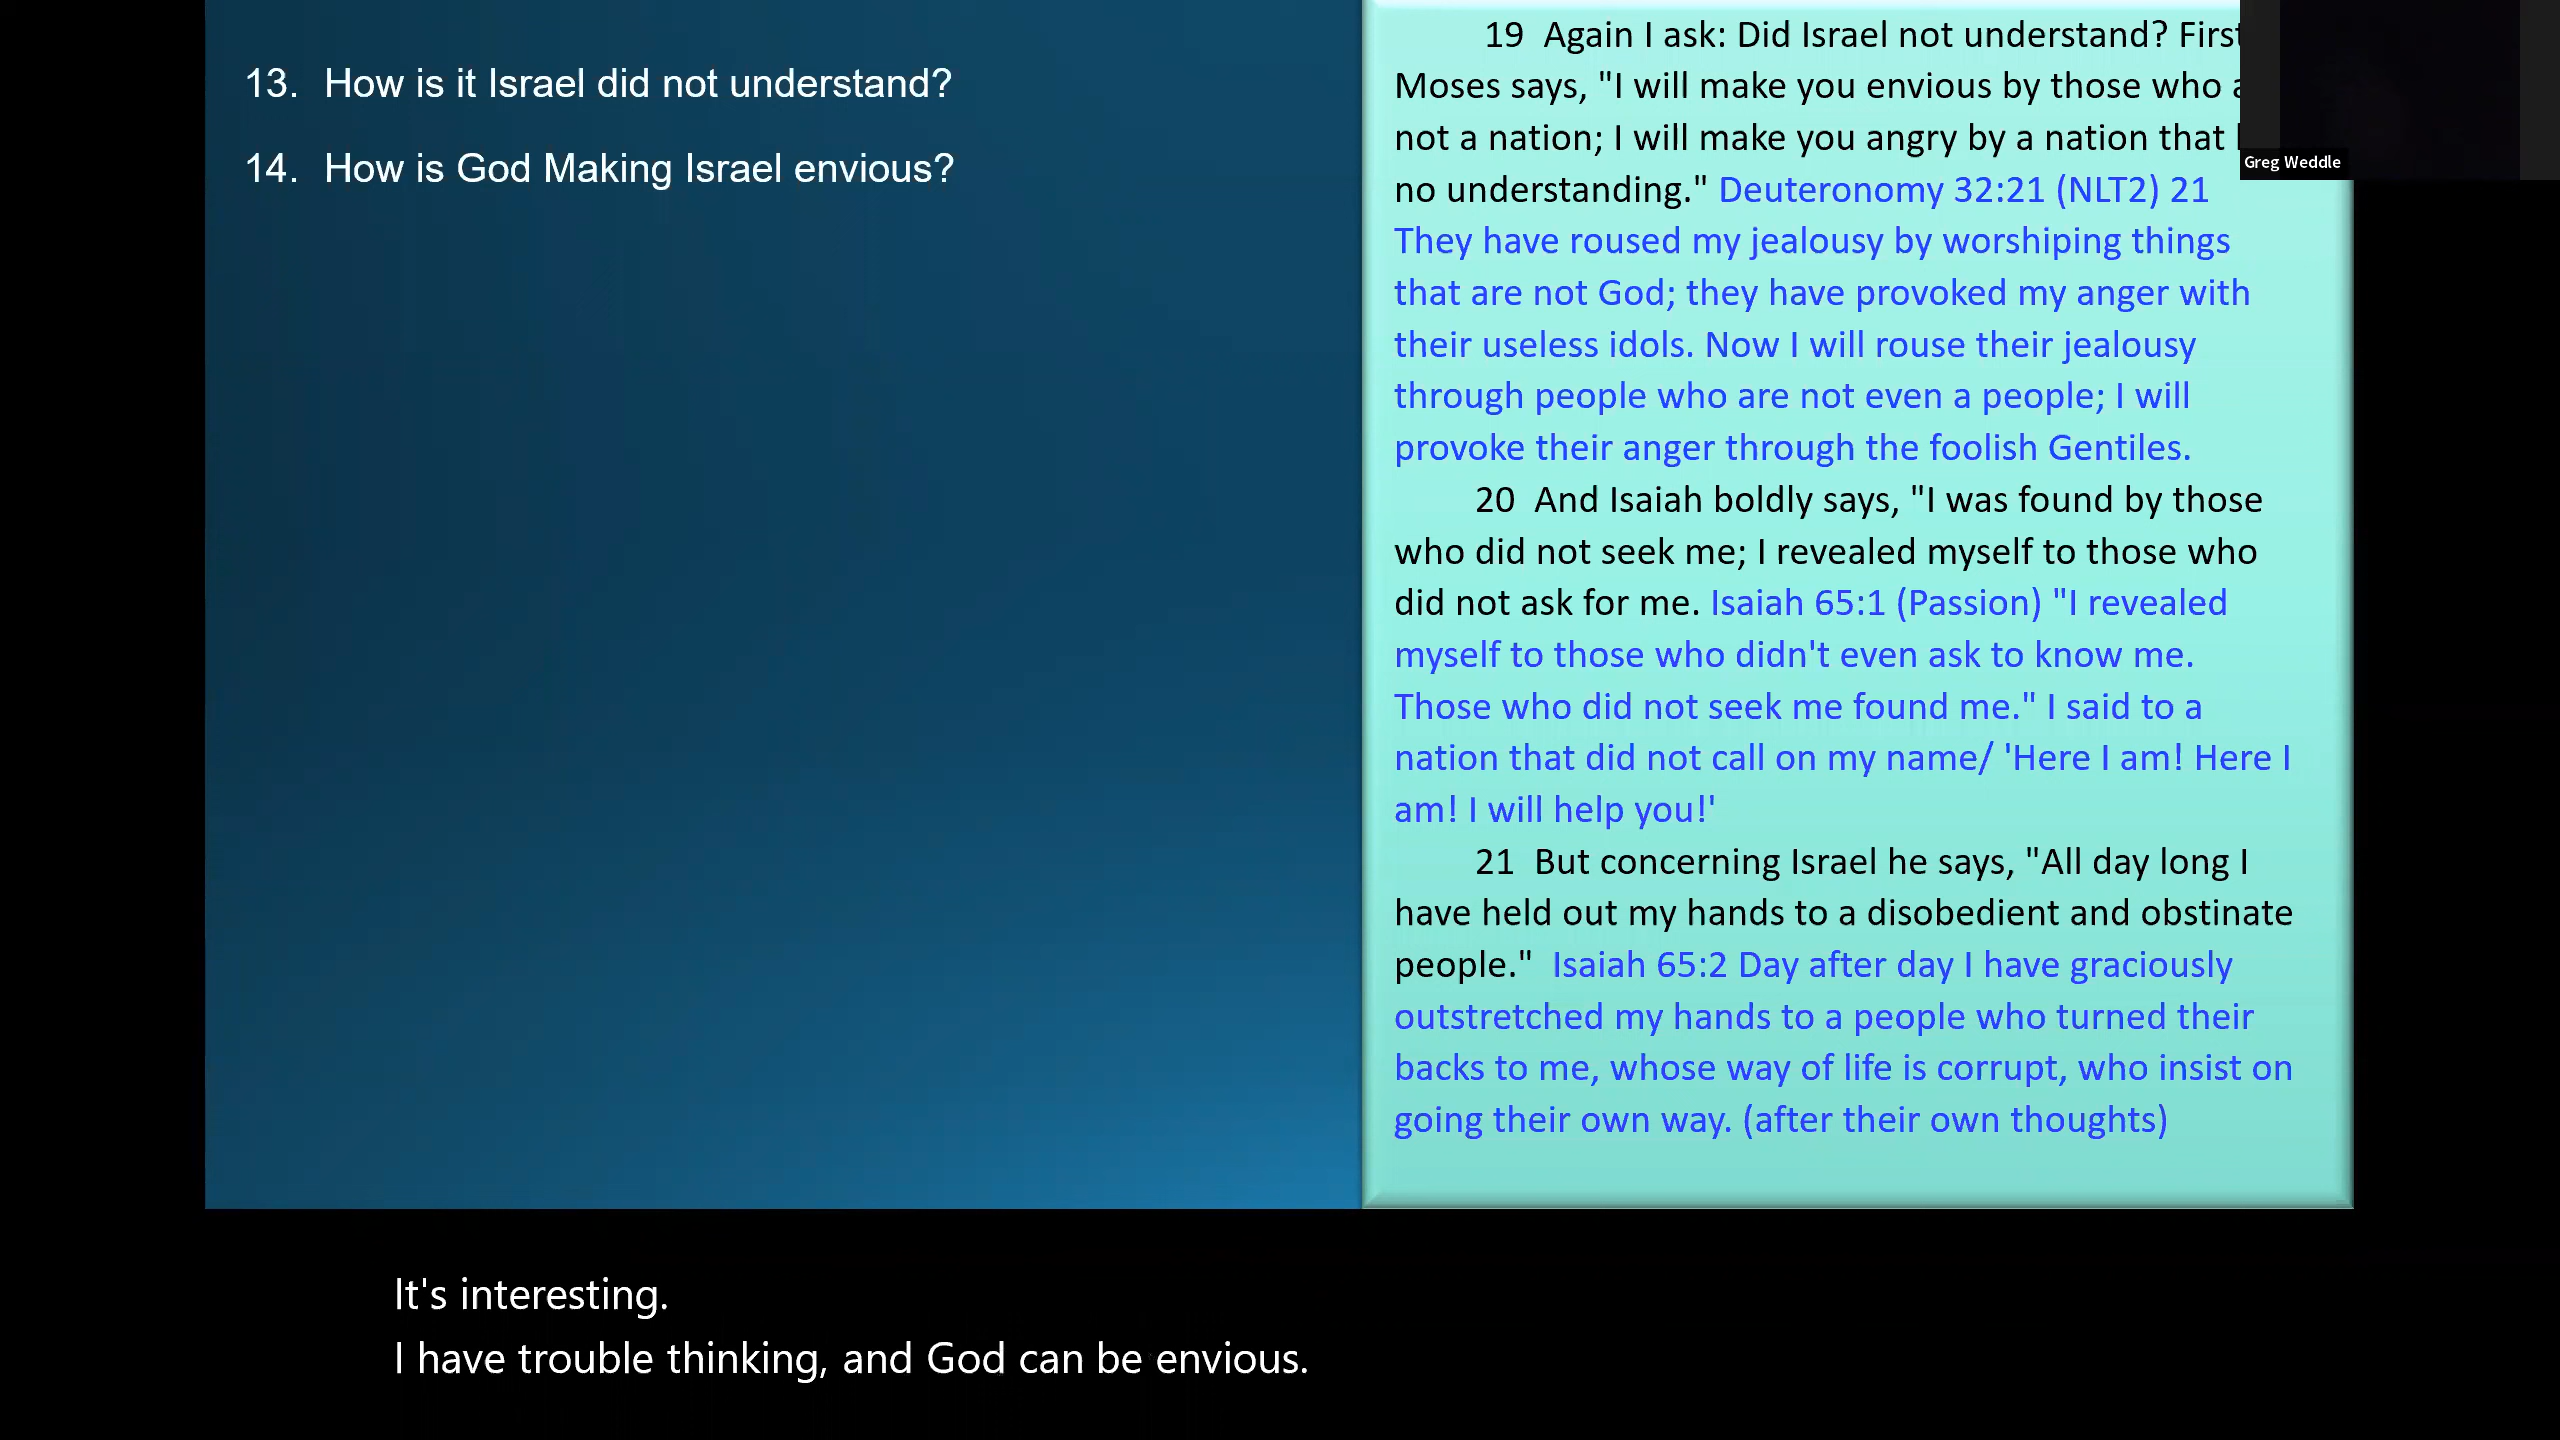 13. How is it Israel did not understand?
14. How is God Making Israel envious?
19 Again I ask: Did Israel not understand? First
Moses says, "I will make you envious by those who
not a nation; I will make you angry by a nation that
no understanding." Deuteronomy 32:21 (NLT2) 21
They have roused my jealousy by worshiping things
that are not God; they have provoked my anger with
their useless idols. Now I will rouse their jealousy
through people who are not even a people; I will
provoke their anger through the foolish Gentiles.
20 And Isaiah boldly says, "I was found by those
who did not seek me; I revealed myself to those who
did not ask for me. Isaiah 65:1 (Passion) "I revealed
myself to those who didn't even ask to know me.
Those who did not seek me found me." I said to a
nation that did not call on my name/ 'Here I am! Here I
am! I will help you!'
21 But concerning Israel he says, "All day long I
have held out my hands to a disobedient and obstinate
people." Isaiah 65:2 Day after day I have graciously
outstretched my hands to a people who turned their
backs to me, whose way of life is corrupt, who insist on
going their own way. (after their own thoughts)
Greg Weddle
It's interesting.
I have trouble thinking, and God can be envious.